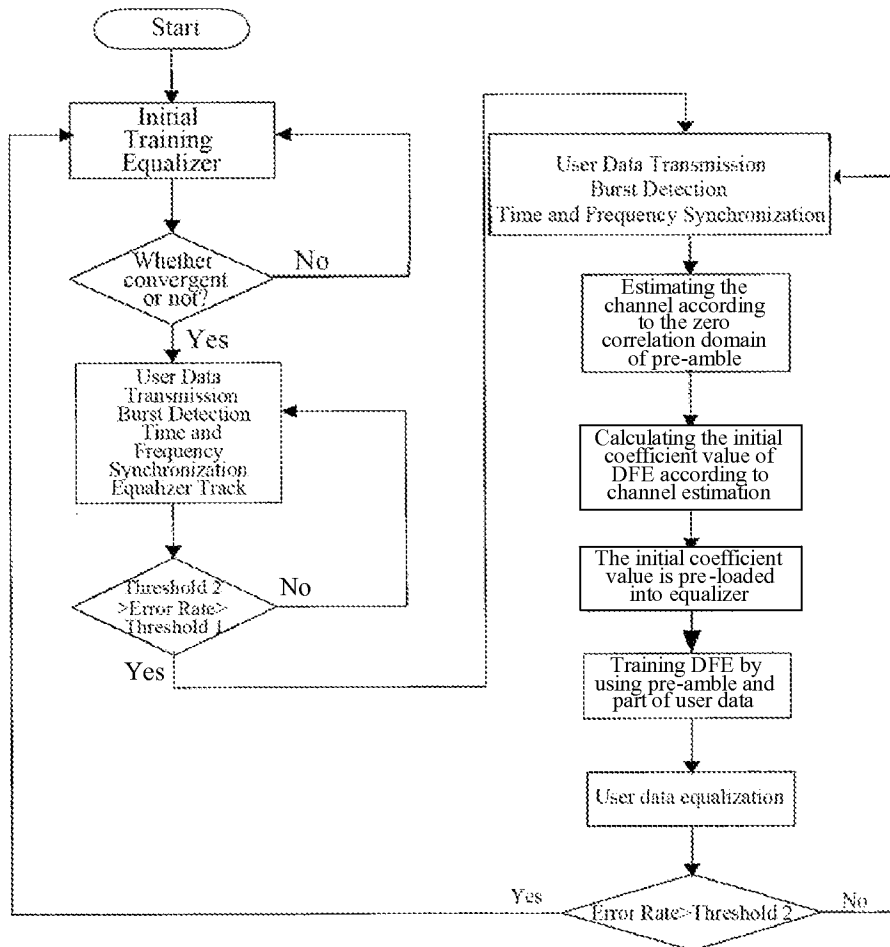 Start
Initial
Training
Equalizer
Whether
convergent
or not?
No
Yes
User Data
Transmission
Burst Detection
Time and
Frequency
Synchronization
Equalizer Track
Threshold 2
>Error Rate>
Threshold 1
No
Yes
User Data Transmission
Burst Detection
Time and Frequency Synchronization
Estimating the
channel according
to the zero
correlation domain
of pre-amble
Calculating the initial
coefficient value of
DFE according to
channel estimation
The initial coefficient
value is pre-loaded
into equalizer
Training DFE by
using pre-amble and
part of user data
User data equalization
Yes
Error Rate>Threshold 2
No